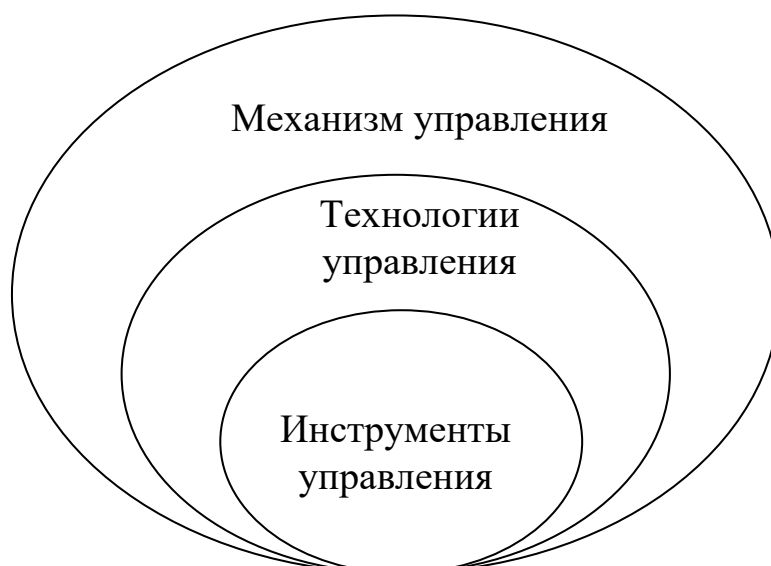 Механизм управления
Технологии
управления
Инструменты
управления